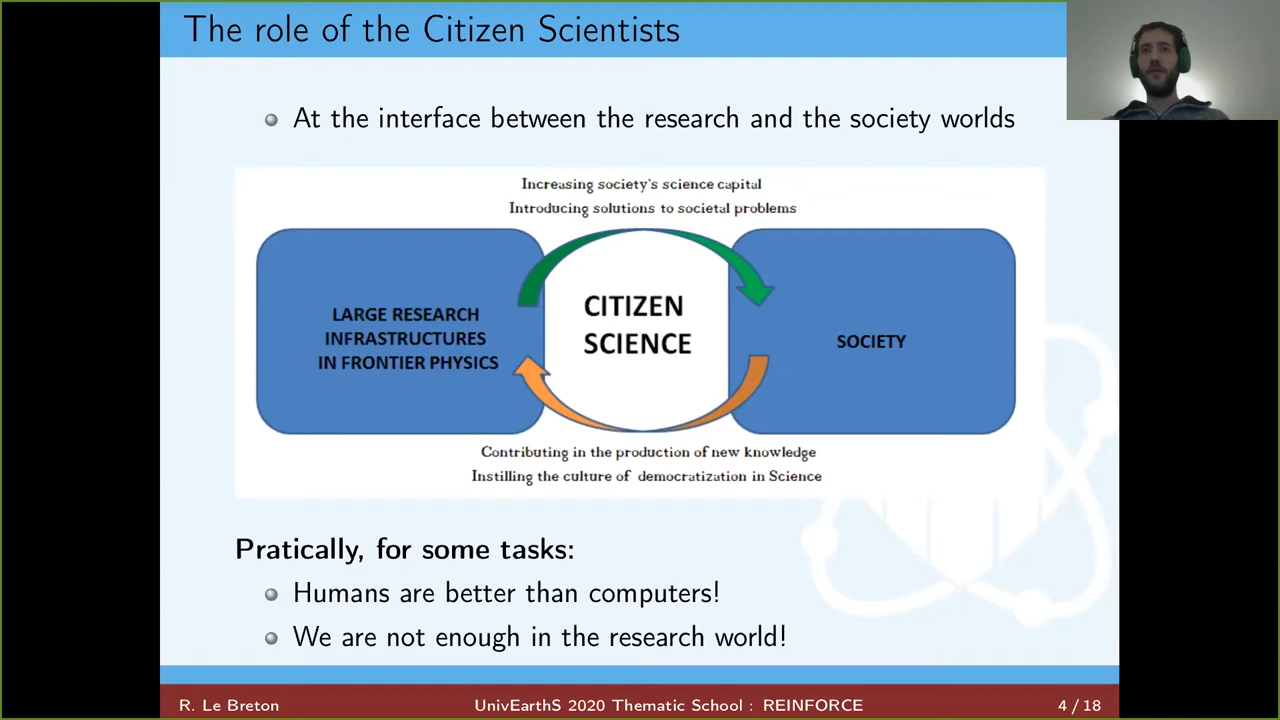 The role of the Citizen Scientists
At the interface between the research and the society worlds
Increasing society's science capital
Introducing solutions to societal problems
LARGE RESEARCH
INFRASTRUCTURES
IN FRONTIER PHYSICS
CITIZEN
SCIENCE
SOCIETY
Contributing in the production of new knowledge
Instilling the culture of democratization in Science
Pratically, for some tasks:
Humans are better than computers!
We are not enough in the research world!
R. Le Breton
UnivEarthS 2020 Thematic School : REINFORCE
4 / 18